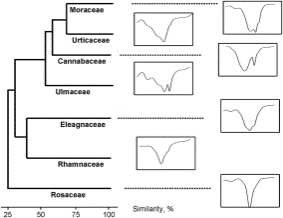 Moraceae
Urticaceae
Cannabaceae
Ulmaceae
Eleagnaceae
Rhamnaceae
Rosaceae
25 50 75 100
Similarity, %